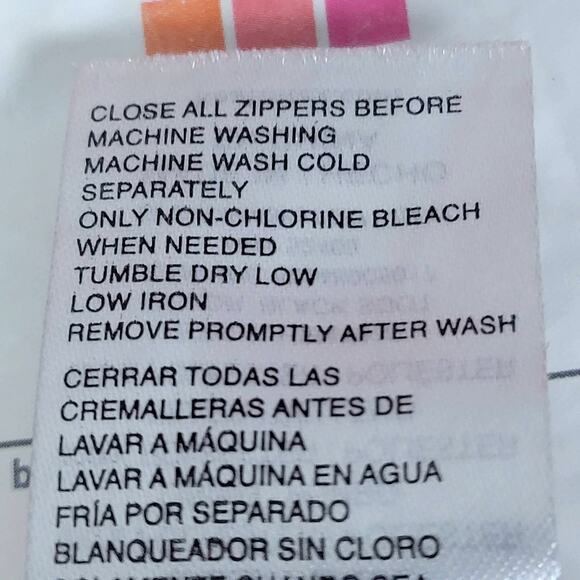 CLOSE ALL ZIPPERS BEFORE
MACHINE WASHING
MACHINE WASH COLD
SEPARATELY
ONLY NON-CHLORINE BLEACH
WHEN NEEDED
TUMBLE DRY LOW
LOW IRON
REMOVE PROMPTLY AFTER WASH
CERRAR TODAS LAS
CREMALLERAS ANTES DE
LAVAR A MÁQUINA
LAVAR A MÁQUINA EN AGUA
FRÍA POR SEPARADO
BLANQUEADOR SIN CLORO